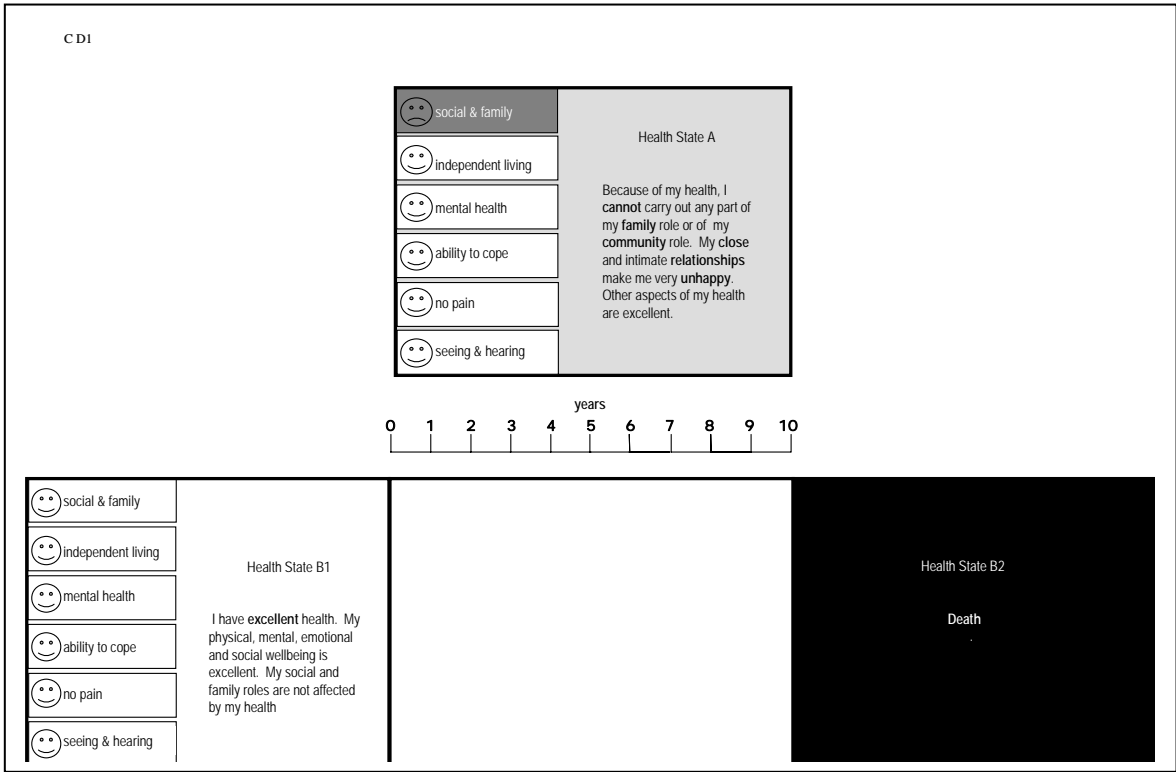 C D1
social & family
independent living
mental health
ability to cope
no pain
seeing & hearing
Health State A
Because of my health, I
cannot carry out any part of
my family role or of my
community role. My close
and intimate relationships
make me very unhappy.
Other aspects of my health
are excellent.
years
0 1 2 3 4 5 6 7 8 9 10
social & family
independent living
mental health
ability to cope
no pain
seeing & hearing
Health State B1
I have excellent health. My
physical, mental, emotional
and social wellbeing is
excellent. My social and
family roles are not affected
by my health
Health State B2
Death
.